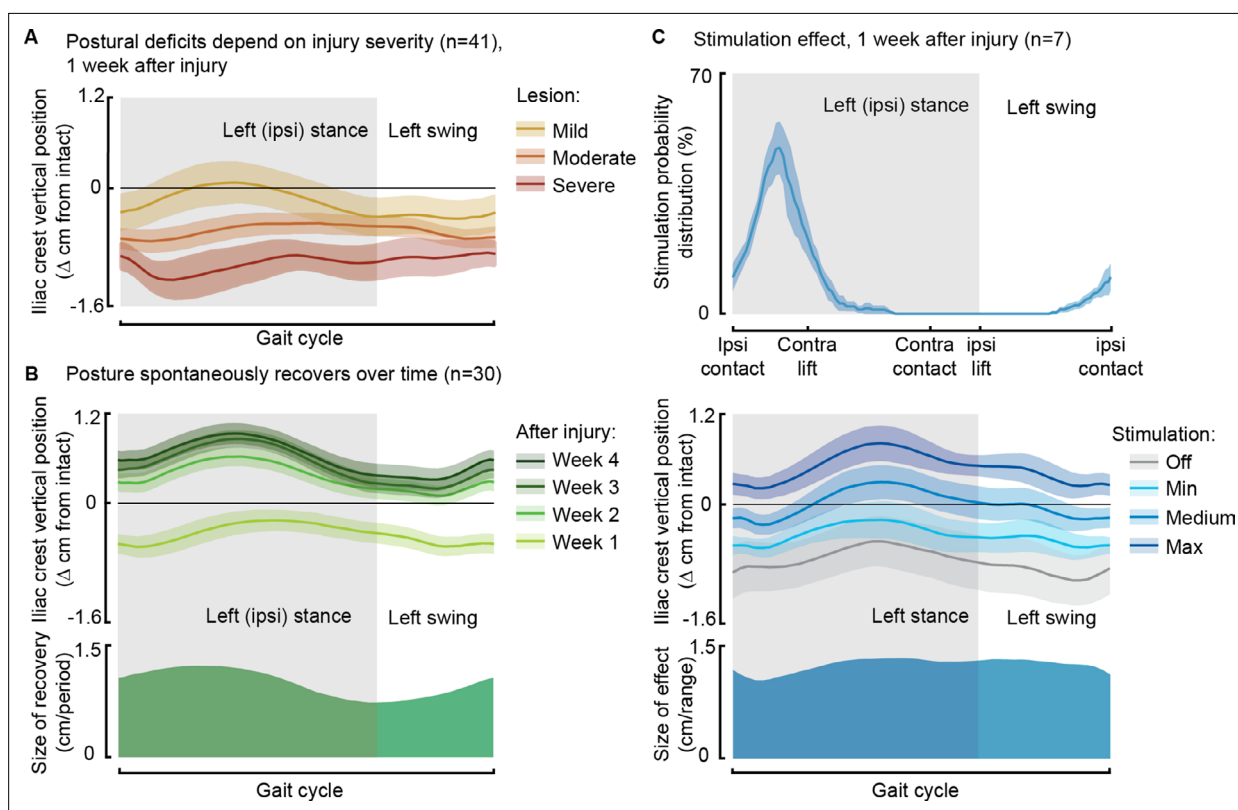 A Postural deficits depend on injury severity (n=41),
1 week after injury
Iliac crest vertical position
(Δ cm from intact)
1.2
0
-1.6
Left (ipsi) stance
Left swing
Lesion:
Mild
Moderate
Severe
Gait cycle
B Posture spontaneously recovers over time (n=30)
Iliac crest vertical position
(Δ cm from intact)
1.2
0
-1.6
After injury:
Week 4
Week 3
Week 2
Week 1
Left (ipsi) stance
Left swing
Size of recovery
(cm/period)
1.5
0
Gait cycle
C Stimulation effect, 1 week after injury (n=7)
Stimulation probability
distribution (%)
70
0
Left (ipsi) stance
Left swing
Ipsi
contact
Contra
lift
Contra
contact
ipsi
lift
ipsi
contact
Iliac crest vertical position
(Δ cm from intact)
1.2
0
-1.6
Stimulation:
Off
Min
Medium
Max
Left stance
Left swing
Size of effect
(cm/range)
1.5
0
Gait cycle